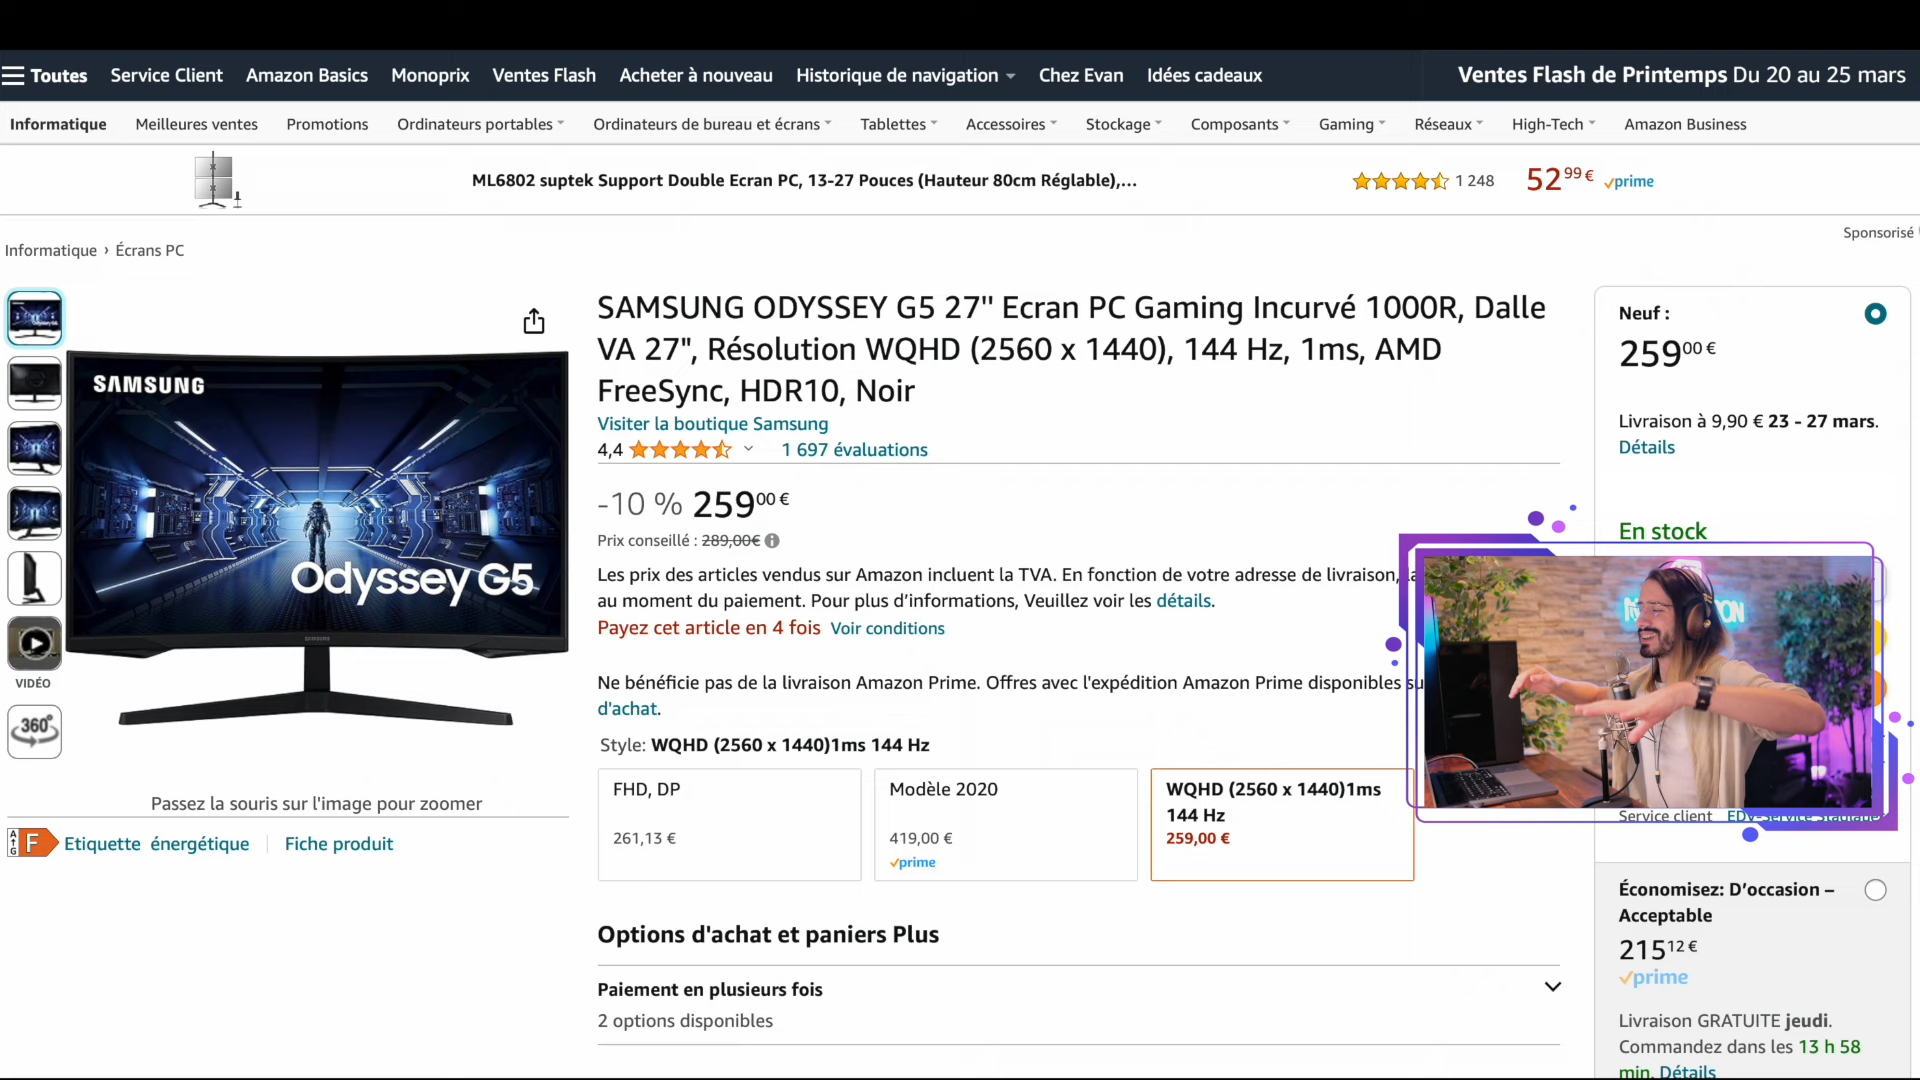 Toutes Service Client Amazon Basics Monoprix Ventes Flash Acheter à nouveau Historique de navigation Chez Evan Idées cadeaux Ventes Flash de Printemps Du 20 au 25 mars
Informatique Meilleures ventes Promotions Ordinateurs portables Ordinateurs de bureau et écrans Tablettes Accessoires Stockage Composants Gaming Réseaux High-Tech Amazon Business
ML6802 suptek Support Double Ecran PC, 13-27 Pouces (Hauteur 80cm Réglable),... 1 248 52 99 € prime
Sponsorisé
Informatique › Écrans PC
SAMSUNG
Odyssey G5
SAMSUNG
VIDÉO
360°
Passez la souris sur l'image pour zoomer
A G F Etiquette énergétique Fiche produit
SAMSUNG ODYSSEY G5 27" Ecran PC Gaming Incurvé 1000R, Dalle
VA 27", Résolution WQHD (2560 x 1440), 144 Hz, 1ms, AMD
FreeSync, HDR10, Noir
Visiter la boutique Samsung
4,4 1 697 évaluations
-10 % 259 00 €
Prix conseillé : 289,00€
Les prix des articles vendus sur Amazon incluent la TVA. En fonction de votre adresse de livraison,
au moment du paiement. Pour plus d’informations, Veuillez voir les détails.
Payez cet article en 4 fois Voir conditions
Ne bénéficie pas de la livraison Amazon Prime. Offres avec l'expédition Amazon Prime disponibles
d'achat.
Style: WQHD (2560 x 1440)1ms 144 Hz
FHD, DP
261,13 €
Modèle 2020
419,00 €
prime
WQHD (2560 x 1440)1ms
144 Hz
259,00 €
Options d'achat et paniers Plus
Paiement en plusieurs fois
2 options disponibles
Neuf :
259 00 €
Livraison à 9,90 € 23 - 27 mars.
Détails
En stock
Service client
Économisez: D’occasion –
Acceptable
215 12 €
prime
Livraison GRATUITE jeudi.
Commandez dans les 13 h 58
min. Détails